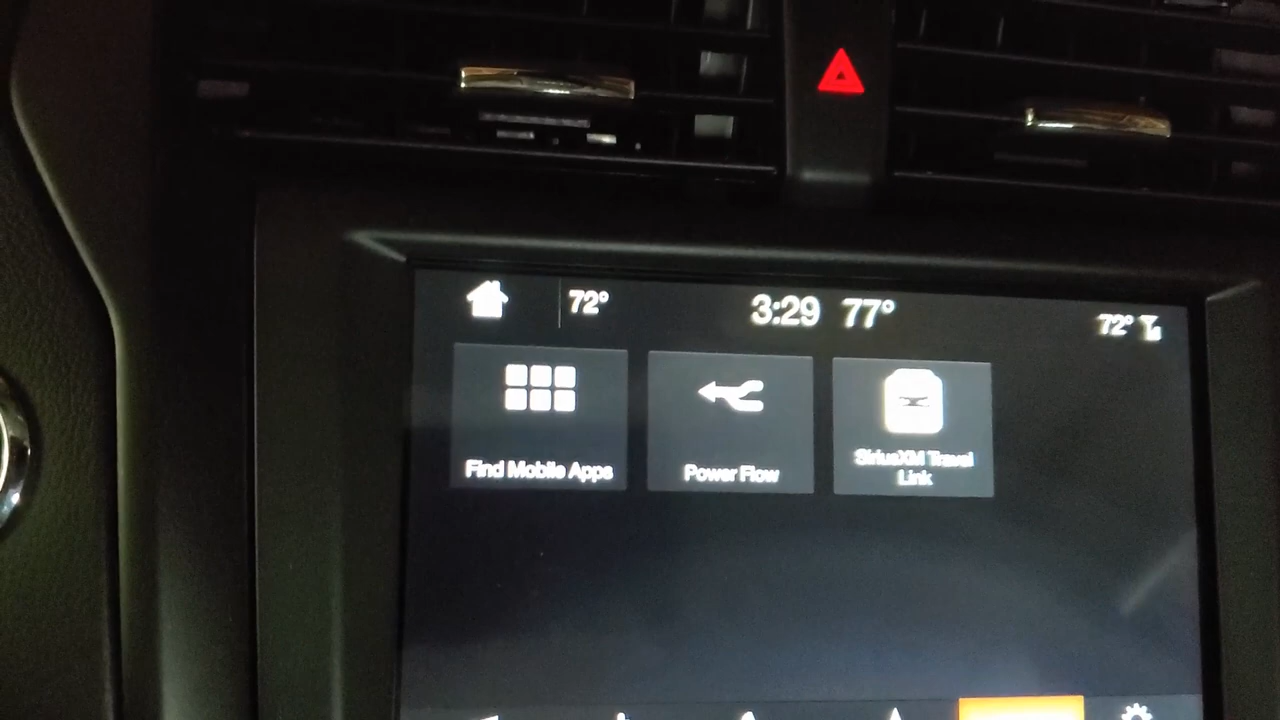 72° 3:29 77° 72°
Find Mobile Apps
Power Flow
SiriusXM Travel
Link